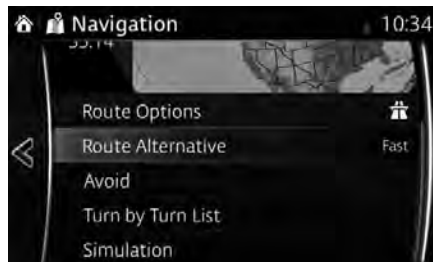 Navigation 10:34
Route Options
Route Alternative Fast
Avoid
Turn by Turn List
Simulation